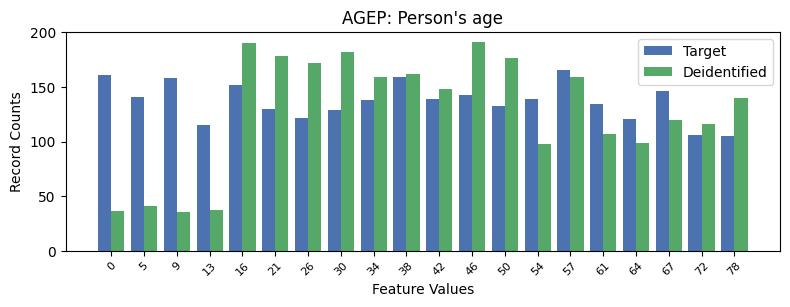 AGEP: Person's age
200
150
100
50
0
Record Counts
Target
Deidentified
0 5 9 13 16 21 26 30 34 38 42 46 50 54 57 61 64 67 72 78
Feature Values